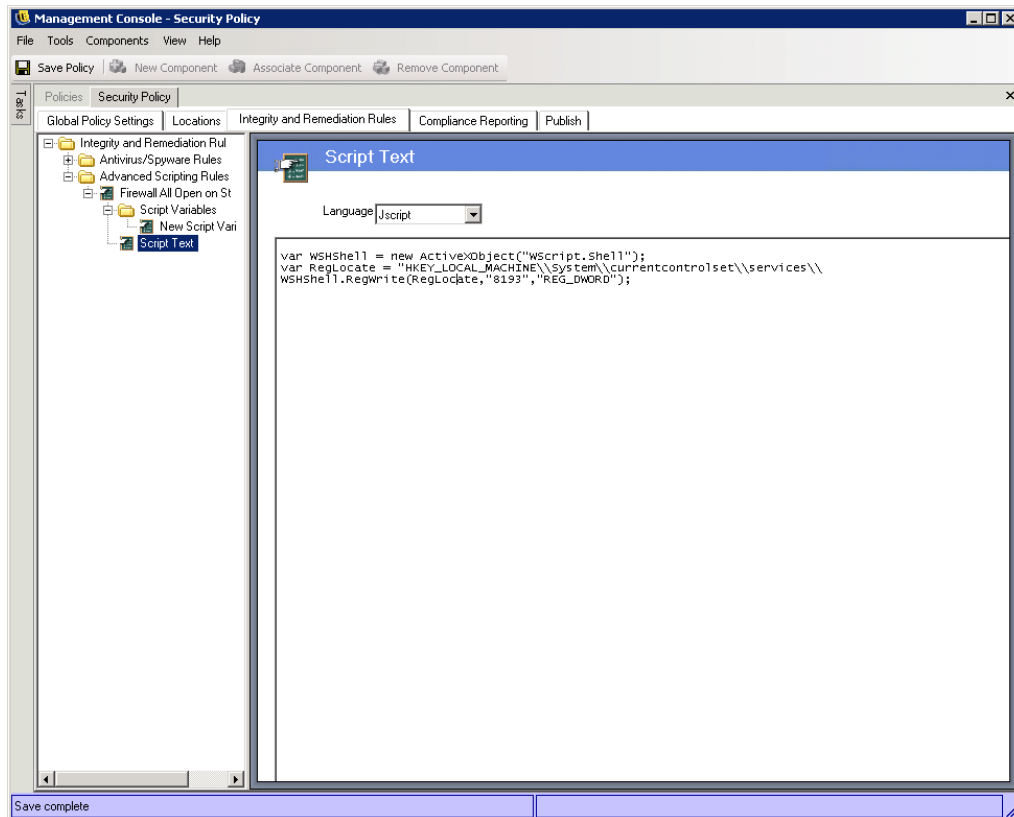 Management Console - Security Policy
File Tools Components View Help
Save Policy New Component Associate Component Remove Component
Tasks
Policies Security Policy
Global Policy Settings Locations Integrity and Remediation Rules Compliance Reporting Publish
Integrity and Remediation Rul
Antivirus/Spyware Rules
Advanced Scripting Rules
Firewall All Open on St
Script Variables
New Script Vari
Script Text
Script Text
Language Jscript
var WSHShell = new ActiveXObject("WScript.Shell");
var RegLocate = "HKEY_LOCAL_MACHINE\\System\\currentcontrolset\\services\\
WSHShell.RegWrite(RegLocate,"8193","REG_DWORD");
Save complete